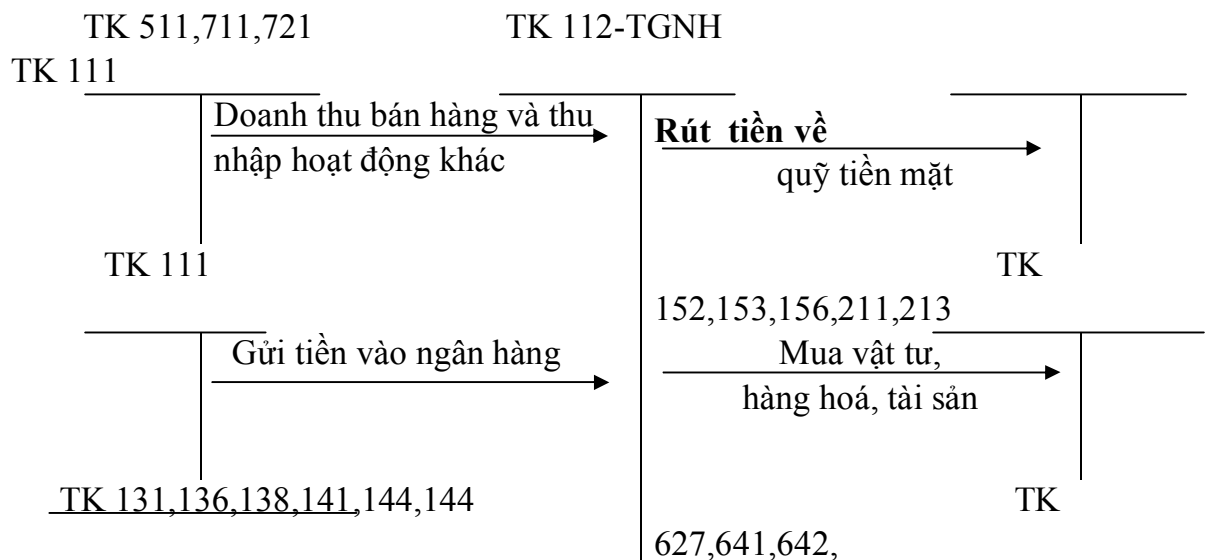 TK 511,711,721 TK 112-TGNH
TK 111
Doanh thu bán hàng và thu
nhập hoạt động khác
Rút tiền về
quỹ tiền mặt
TK 111 TK
152,153,156,211,213
Gửi tiền vào ngân hàng
Mua vật tư,
hàng hoá, tài sản
TK 131,136,138,141,144,144 TK
627,641,642,